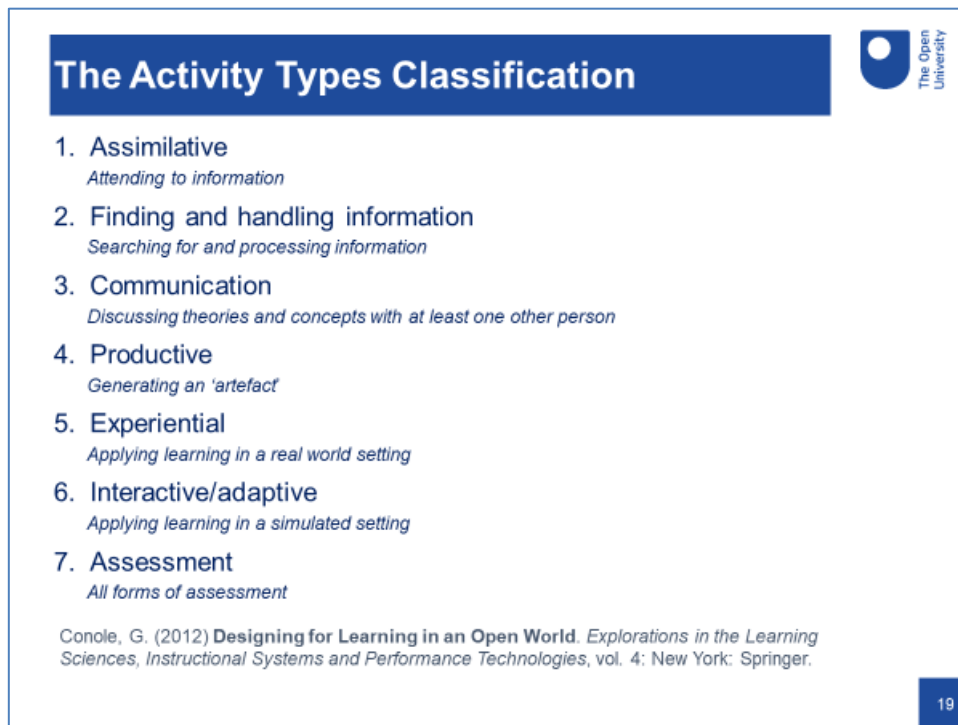 The Activity Types Classification
The Open
University
1. Assimilative
Attending to information
2. Finding and handling information
Searching for and processing information
3. Communication
Discussing theories and concepts with at least one other person
4. Productive
Generating an ‘artefact’
5. Experiential
Applying learning in a real world setting
6. Interactive/adaptive
Applying learning in a simulated setting
7. Assessment
All forms of assessment
Conole, G. (2012) Designing for Learning in an Open World. Explorations in the Learning
Sciences, Instructional Systems and Performance Technologies, vol. 4: New York: Springer.
19